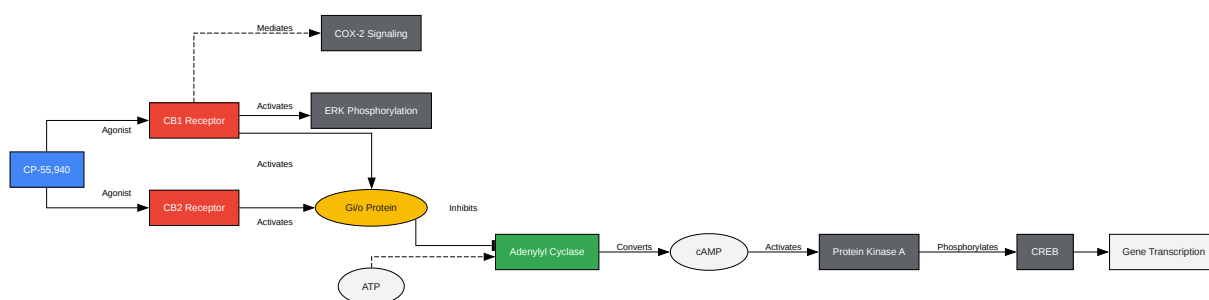 Mediates
COX-2 Signaling
CB1 Receptor
Activates
ERK Phosphorylation
Agonist
CP-55,940
Activates
Agonist
CB2 Receptor
Activates
Gi/o Protein
Inhibits
Adenylyl Cyclase
Converts
cAMP
Activates
Protein Kinase A
Phosphorylates
CREB
Gene Transcription
ATP